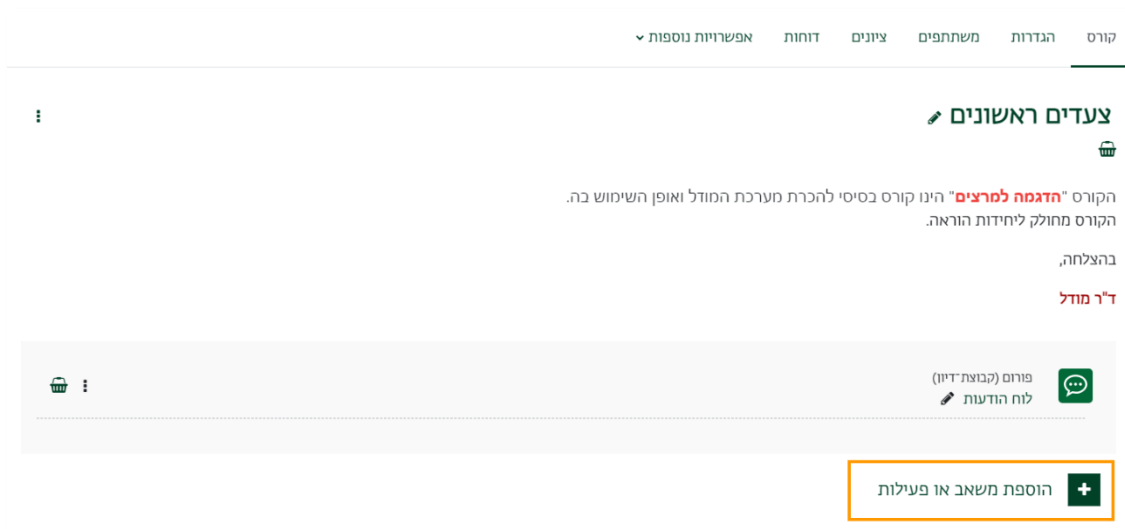 קורס הגדרות משתתפים ציונים דוחות אפשרויות נוספות
צעדים ראשונים
הקורס "הדגמה למרצים" הינו קורס בסיסי להכרת מערכת המודל ואופן השימוש בה.
הקורס מחולק ליחידות הוראה.
בהצלחה,
ד"ר מודל
פורום (קבוצת־דיון)
לוח הודעות
הוספת משאב או פעילות